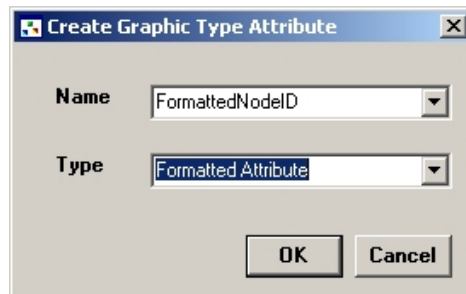 Create Graphic Type Attribute
Name FormattedNodeID
Type Formatted Attribute
OK Cancel